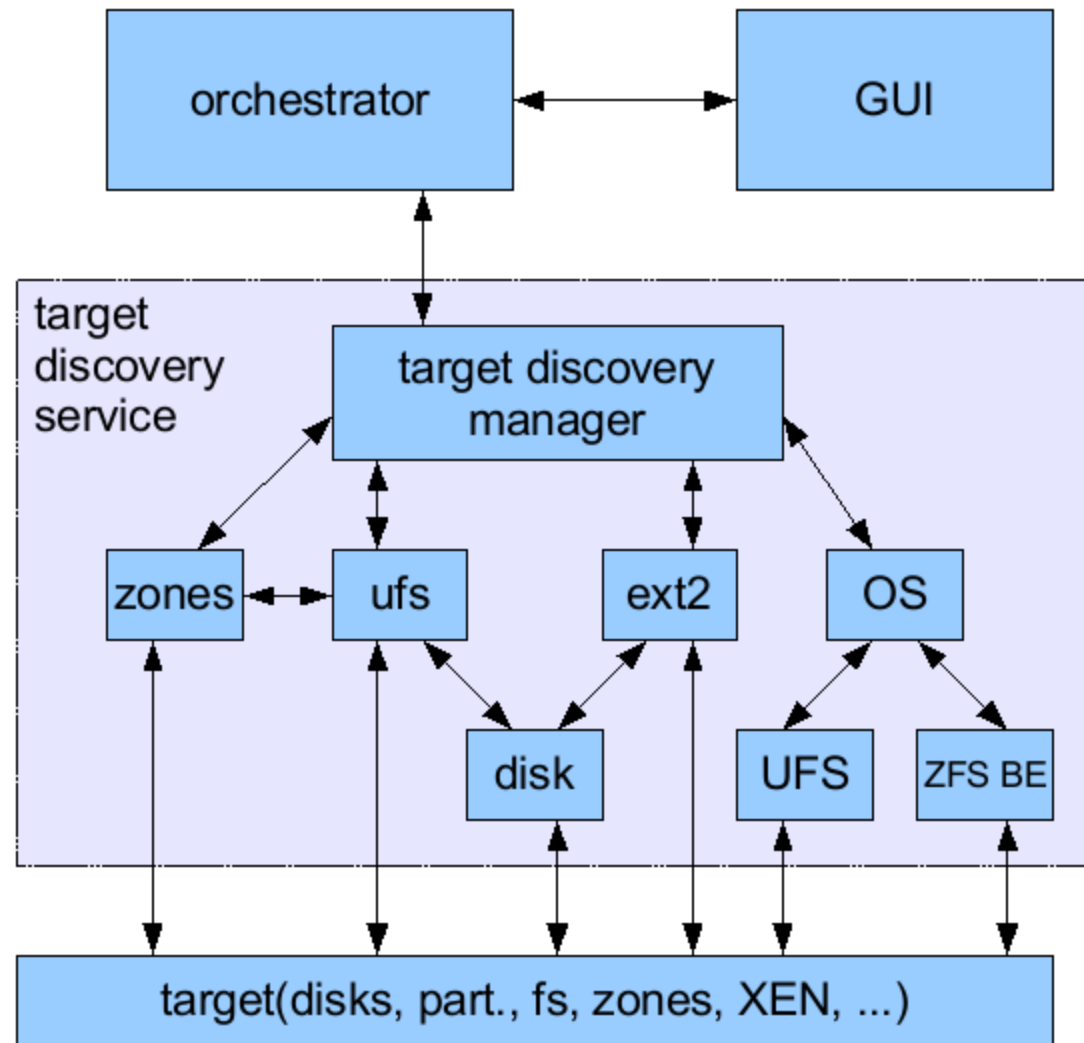 orchestrator
GUI
target
discovery
service
target discovery
manager
zones
ufs
ext2
OS
disk
UFS
ZFS BE
target(disks, part., fs, zones, XEN, ...)